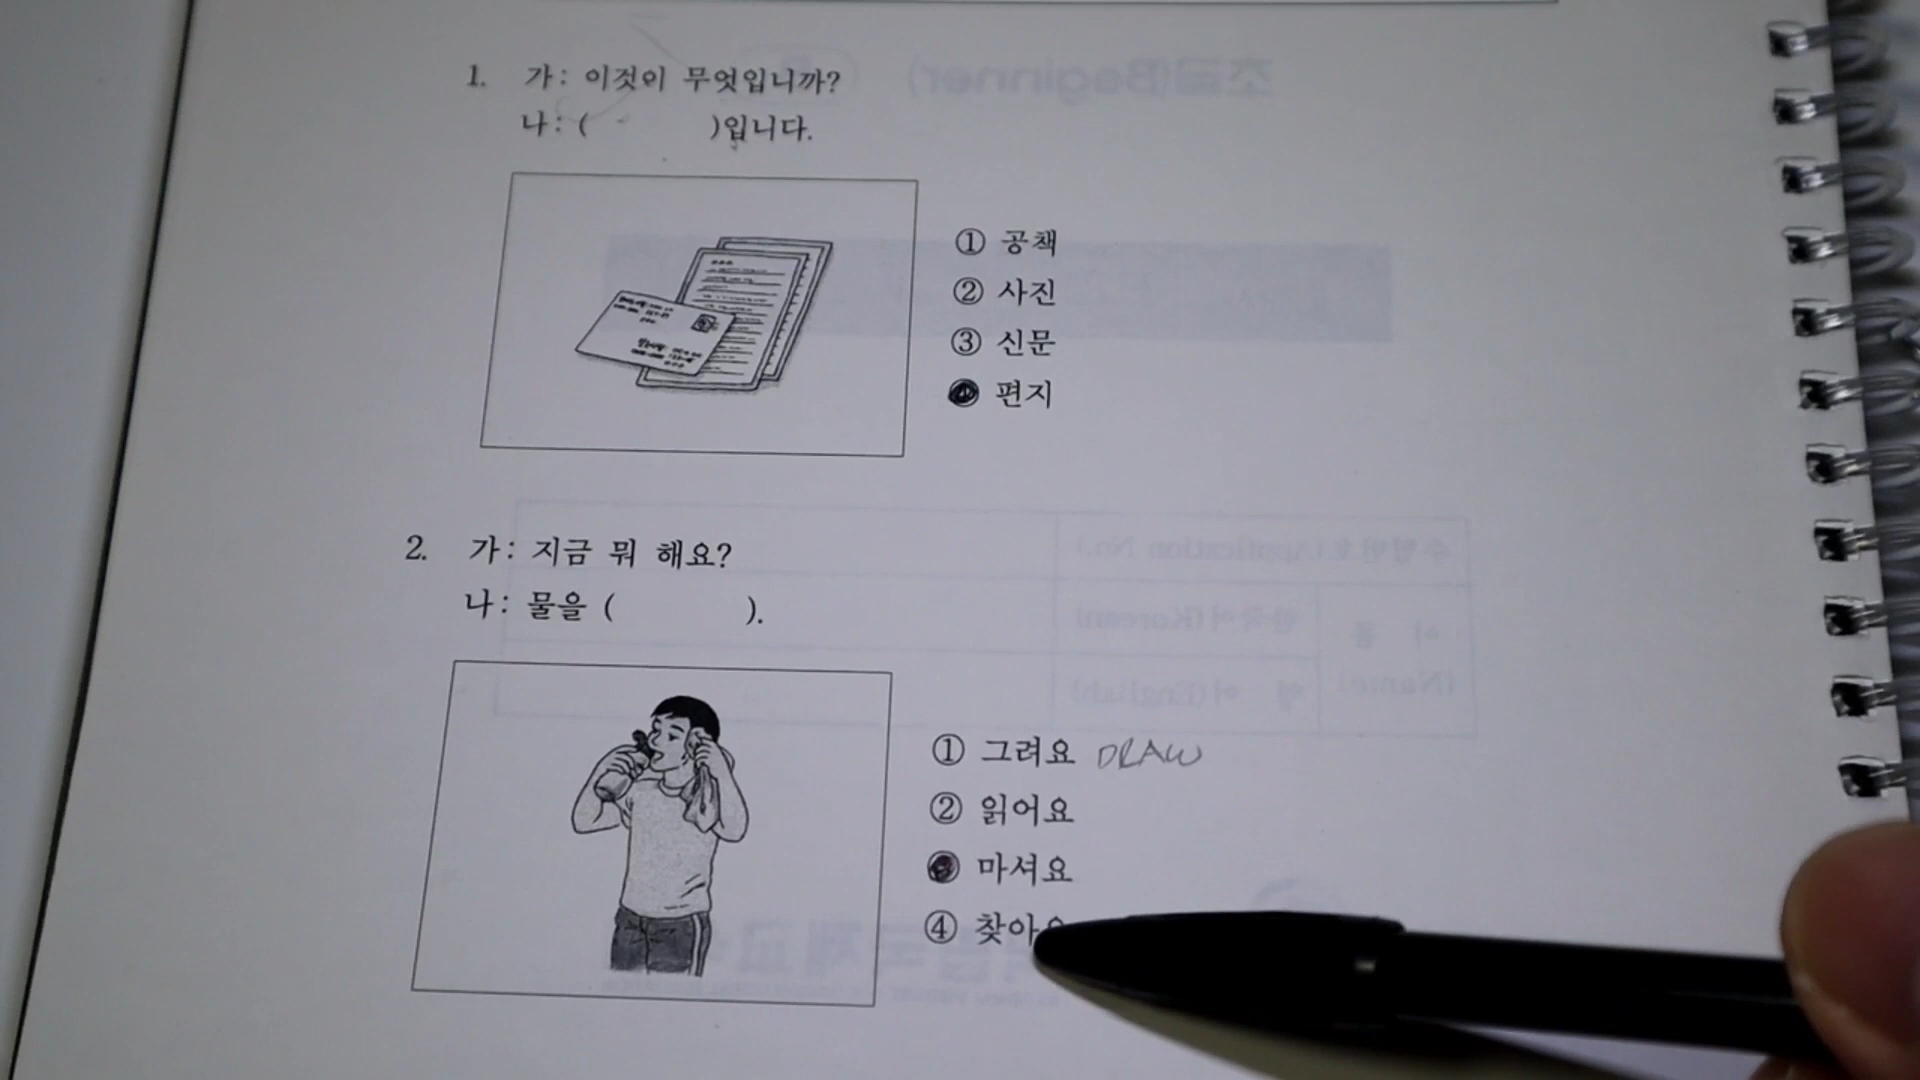 1. 가: 이것이 무엇입니까?
나: ( )입니다.
① 공책
② 사진
③ 신문
편지
2. 가: 지금 뭐 해요?
나: 물을 ( ).
① 그려요 DRAW
② 읽어요
마셔요
④ 찾아요